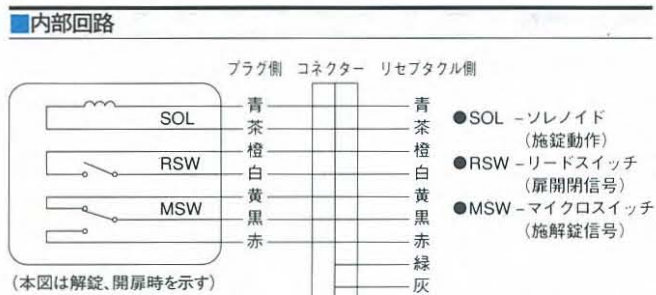 ■内部回路
プラグ側 コネクター リセプタクル側
SOL
RSW
MSW
青
茶
橙
白
黄
黒
赤
青
茶
橙
白
黄
黒
赤
緑
灰
●SOL －ソレノイド
(施錠動作)
●RSW－リードスイッチ
(扉開閉信号)
●MSW－マイクロスイッチ
(施解錠信号)
(本図は解錠、開扉時を示す)